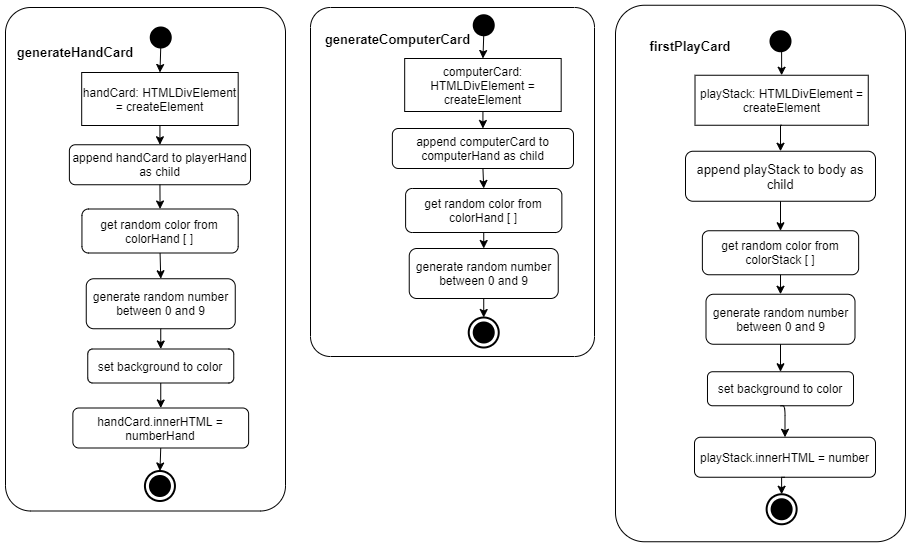 generateHandCard
handCard: HTMLDivElement
= createElement
append handCard to playerHand
as child
get random color from
colorHand [ ]
generate random number
between 0 and 9
set background to color
handCard.innerHTML =
numberHand
generateComputerCard
computerCard:
HTMLDivElement =
createElement
append computerCard to
computerHand as child
get random color from
colorHand [ ]
generate random number
between 0 and 9
firstPlayCard
playStack: HTMLDivElement =
createElement
append playStack to body as
child
get random color from
colorStack [ ]
generate random number
between 0 and 9
set background to color
playStack.innerHTML = number